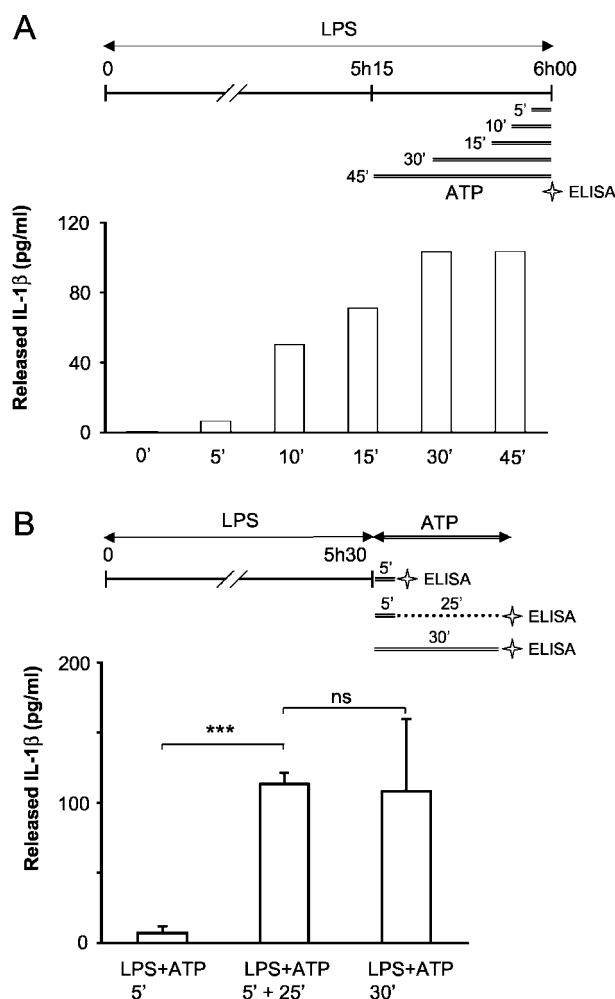 A
LPS
0 5h15 6h00
5'
10'
15'
30'
45'
ATP
ELISA
Released IL-1β (pg/ml)
120
80
40
0
0' 5' 10' 15' 30' 45'
B
LPS ATP
0 5h30
5'
ELISA
5' 25'
ELISA
30'
ELISA
Released IL-1β (pg/ml)
200
100
0
***
ns
LPS+ATP LPS+ATP LPS+ATP
5' 5' + 25' 30'